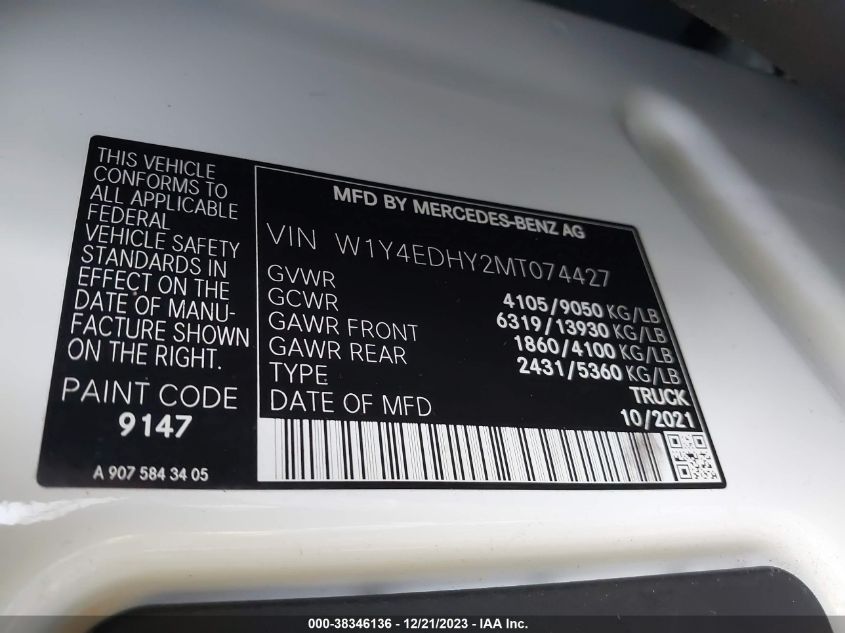 THIS VEHICLE
CONFORMS TO
ALL APPLICABLE
FEDERAL
VEHICLE SAFETY
STANDARDS IN
EFFECT ON THE
DATE OF MANU-
FACTURE SHOWN
ON THE RIGHT.
PAINT CODE
9147
A 907 584 34 05
MFD BY MERCEDES-BENZ AG
VIN W1Y4EDHY2MT074427
GVWR 4105/9050 KG/LB
GCWR 6319/13930 KG/LB
GAWR FRONT 1860/4100 KG/LB
GAWR REAR 2431/5360 KG/LB
TYPE TRUCK
DATE OF MFD 10/2021
000-38346136 - 12/21/2023 - IAA Inc.